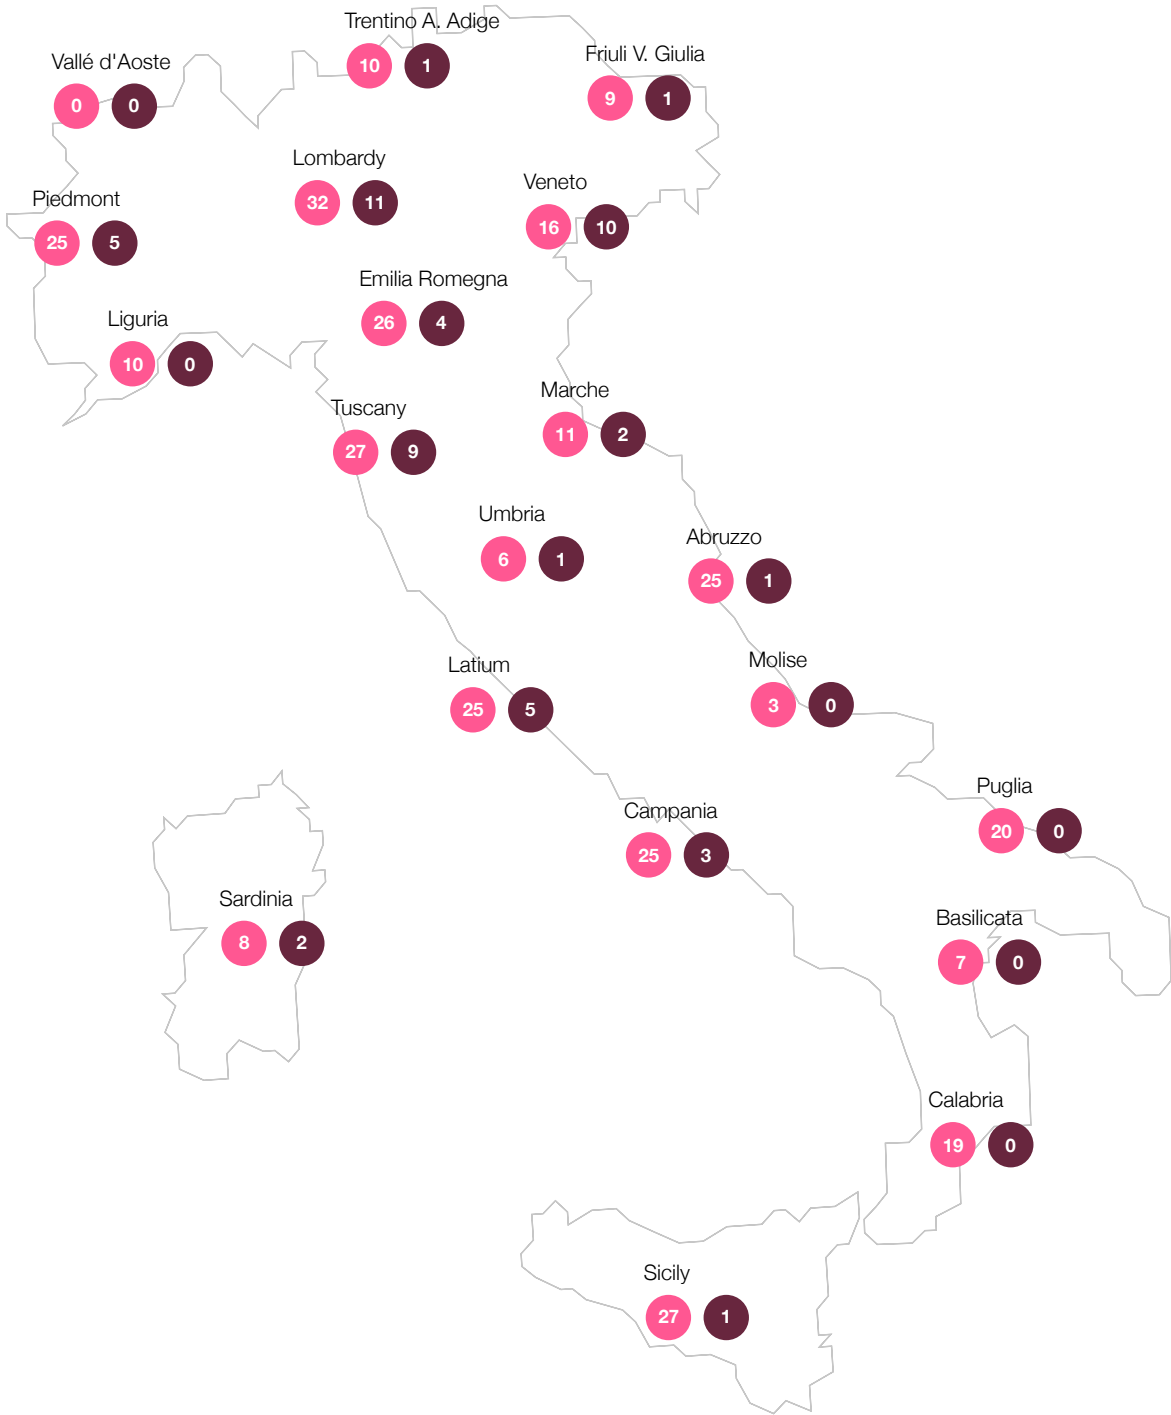 Trentino A. Adige
10 1
Friuli V. Giulia
9 1
Vallé d'Aoste
0 0
Lombardy
32 11
Veneto
16 10
Piedmont
25 5
Emilia Romegna
26 4
Liguria
10 0
Marche
11 2
Tuscany
27 9
Umbria
6 1
Abruzzo
25 1
Latium
25 5
Molise
3 0
Puglia
20 0
Campania
25 3
Sardinia
8 2
Basilicata
7 0
Calabria
19 0
Sicily
27 1